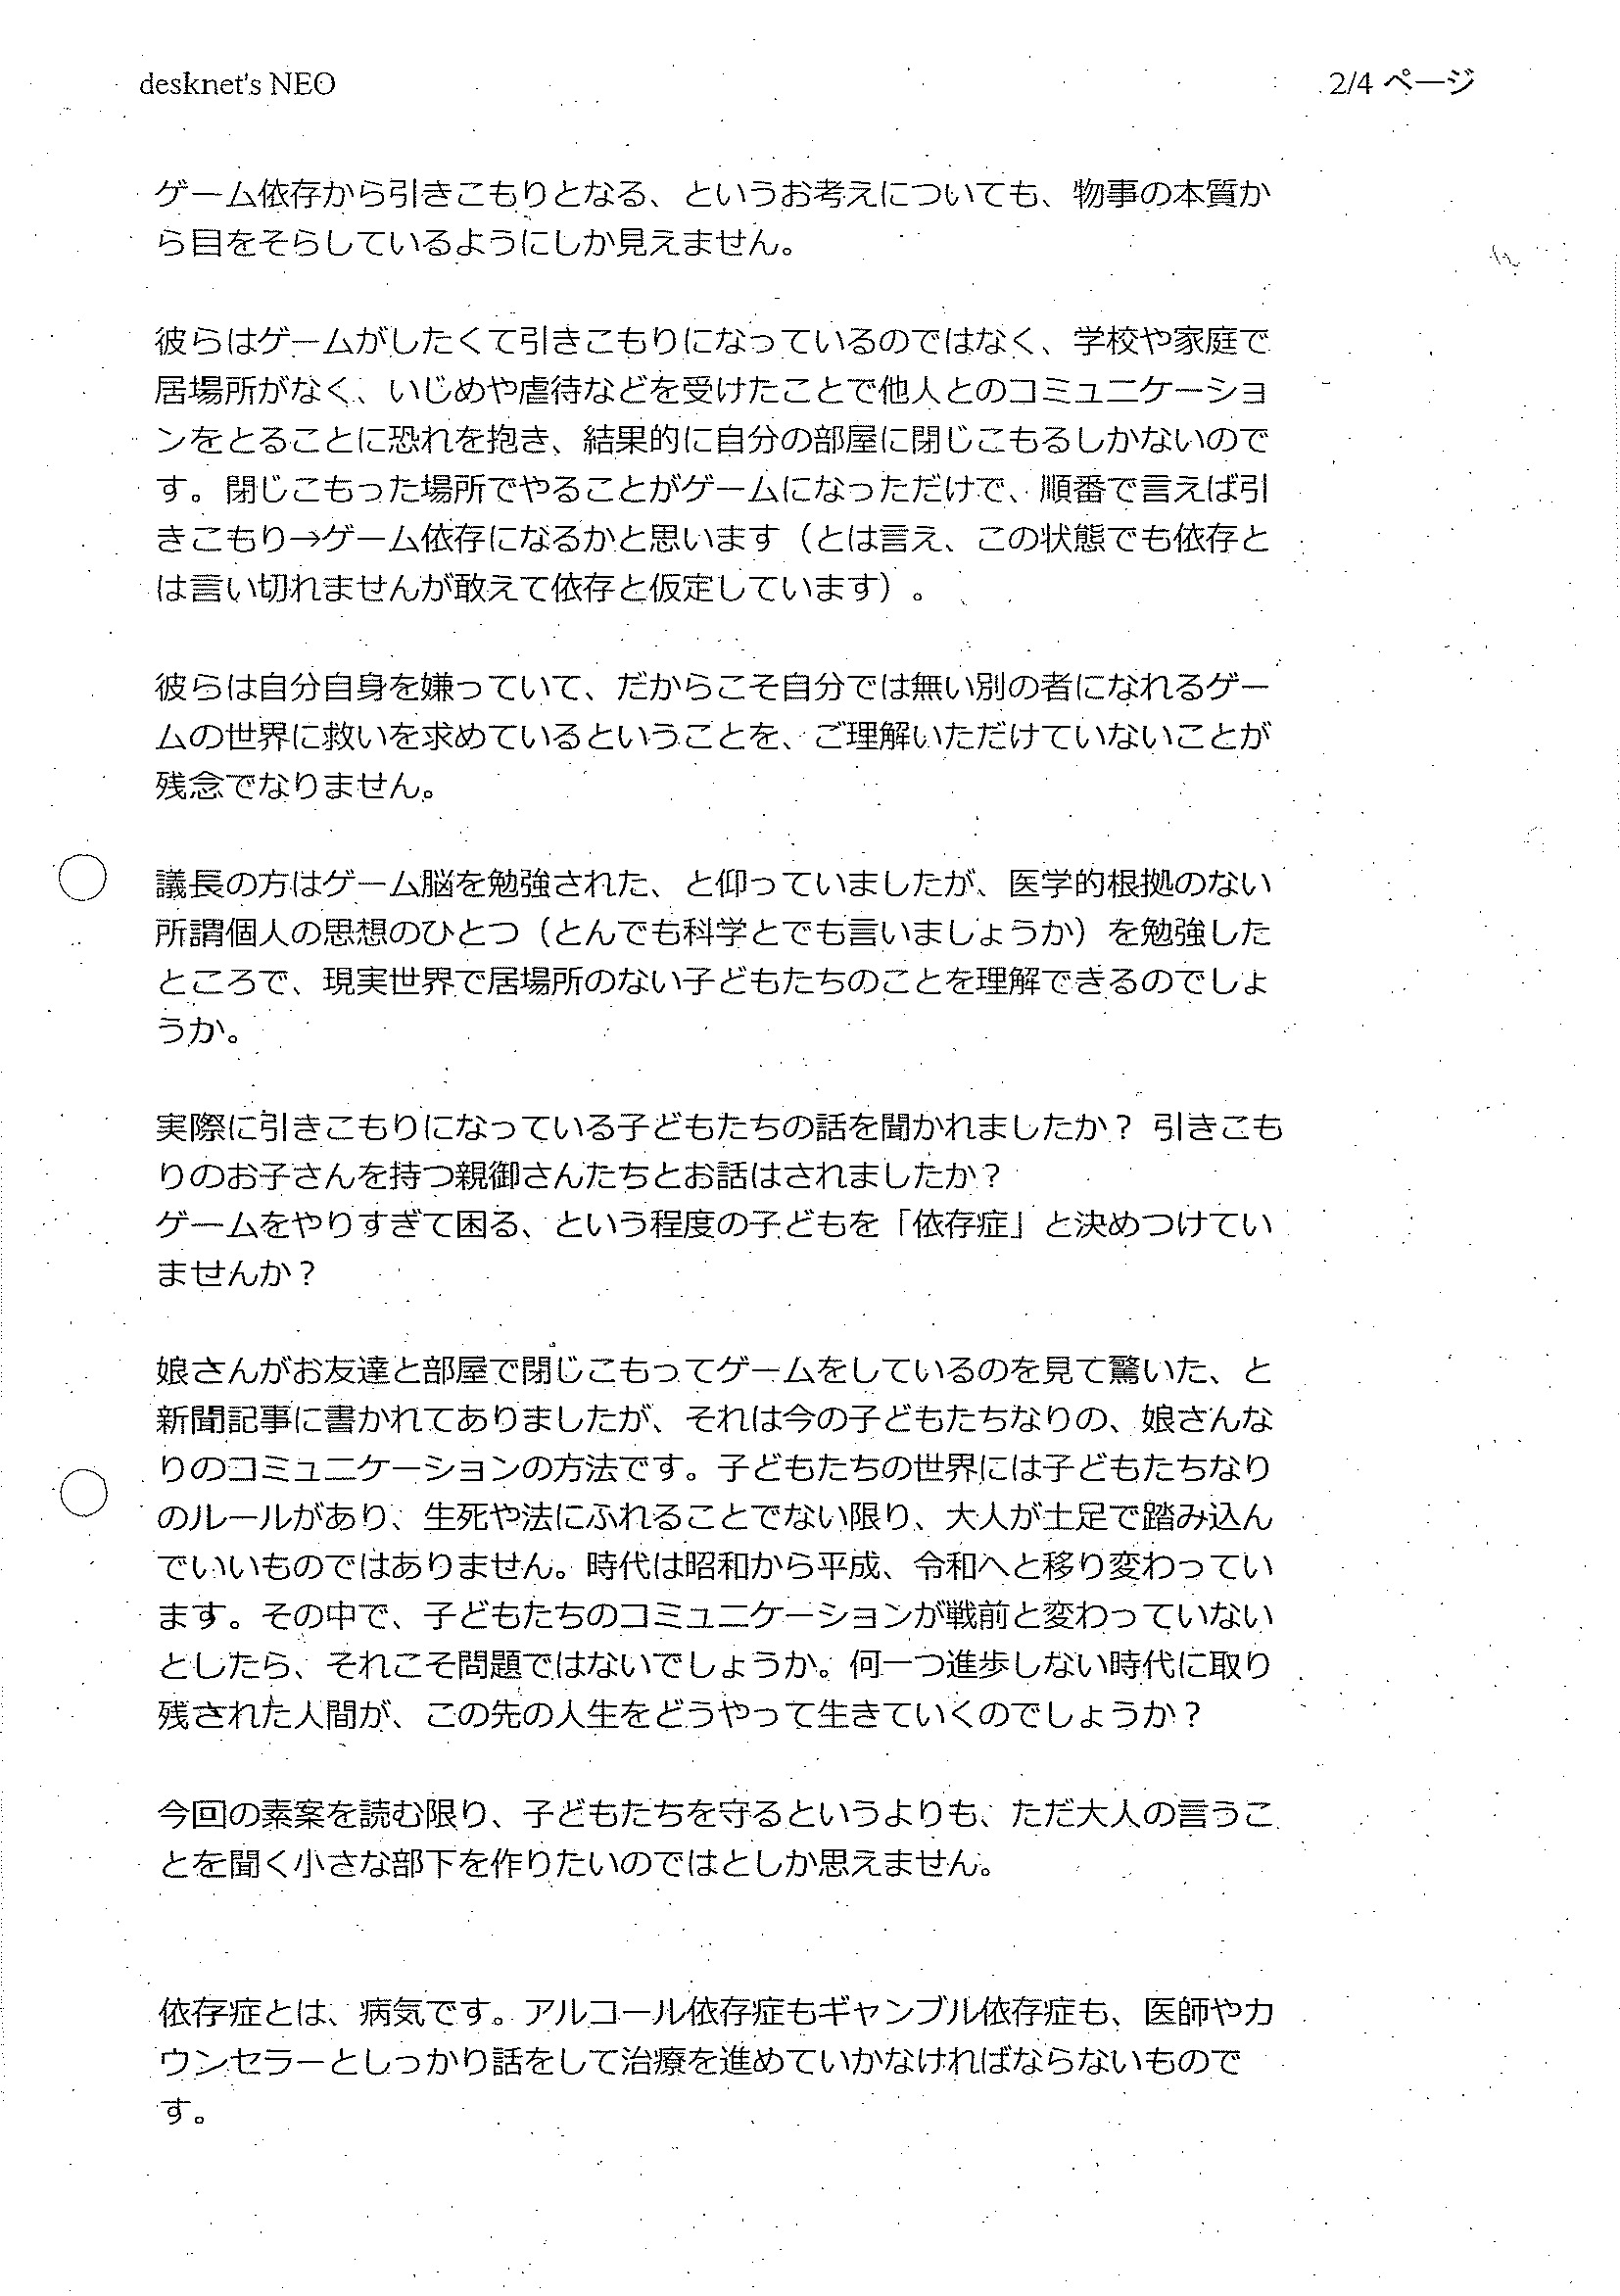 desknet's NEO
2/4 ページ
ゲーム依存から引きこもりとなる、というお考えについても、物事の本質か
ら目をそらしているようにしか見えません。
彼らはゲームがしたくて引きこもりになっているのではなく、学校や家庭で
居場所がなく、いじめや虐待などを受けたことで他人とのコミュニケーショ
ンをとることに恐れを抱き、結果的に自分の部屋に閉じこもるしかないので
す。閉じこもった場所でやることがゲームになっただけで、順番で言えば引
きこもり→ゲーム依存になるかと思います（とは言え、この状態でも依存と
は言い切れませんが敢えて依存と仮定しています）。
彼らは自分自身を嫌っていて、だからこそ自分では無い別の者になれるゲー
ムの世界に救いを求めているということを、ご理解いただけていないことが
残念でなりません。
議長の方はゲーム脳を勉強された、と仰っていましたが、医学的根拠のない
所謂個人の思想のひとつ（とんでも科学とでも言いましょうか）を勉強した
ところで、現実世界で居場所のない子どもたちのことを理解できるのでしょ
うか。
実際に引きこもりになっている子どもたちの話を聞かれましたか？ 引きこも
りのお子さんを持つ親御さんたちとお話はされましたか？
ゲームをやりすぎて困る、という程度の子どもを「依存症」と決めつけてい
ませんか？
娘さんがお友達と部屋で閉じこもってゲームをしているのを見て驚いた、と
新聞記事に書かれてありましたが、それは今の子どもたちなりの、娘さんな
りのコミュニケーションの方法です。子どもたちの世界には子どもたちなり
のルールがあり、生死や法にふれることでない限り、大人が土足で踏み込ん
でいいものではありません。時代は昭和から平成、令和へと移り変わってい
ます。その中で、子どもたちのコミュニケーションが戦前と変わっていない
としたら、それこそ問題ではないでしょうか。何一つ進歩しない時代に取り
残された人間が、この先の人生をどうやって生きていくのでしょうか？
今回の素案を読む限り、子どもたちを守るというよりも、ただ大人の言うこ
とを聞く小さな部下を作りたいのではとしか思えません。
依存症とは、病気です。アルコール依存症もギャンブル依存症も、医師やカ
ウンセラーとしっかり話をして治療を進めていかなければならないもので
す。